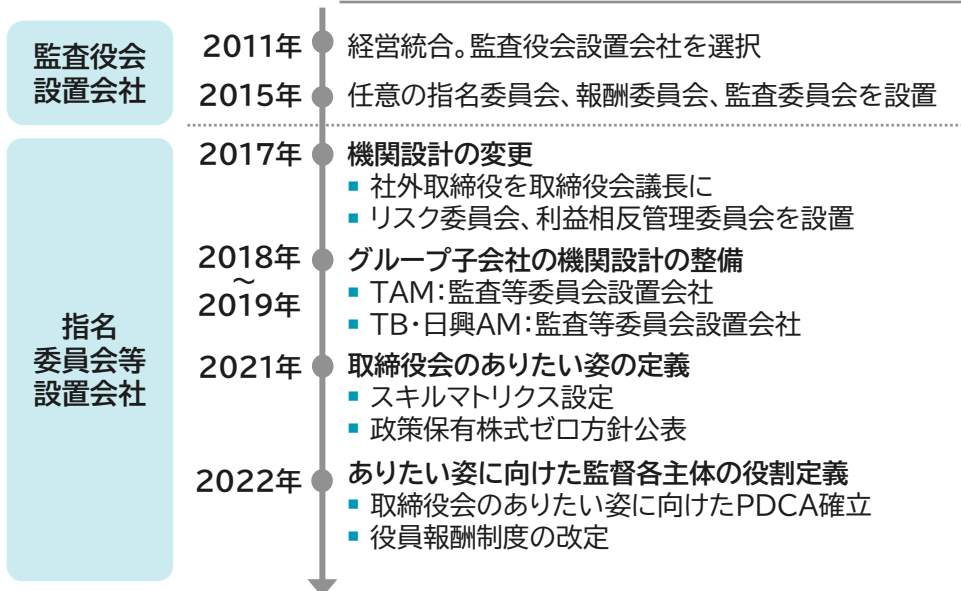 監査役会
設置会社
2011年 経営統合。監査役会設置会社を選択
2015年 任意の指名委員会、報酬委員会、監査委員会を設置
指名
委員会等
設置会社
2017年 機関設計の変更
▪ 社外取締役を取締役会議長に
▪ リスク委員会、利益相反管理委員会を設置
2018年 グループ子会社の機関設計の整備
~
2019年
▪ TAM:監査等委員会設置会社
▪ TB・日興AM:監査等委員会設置会社
2021年 取締役会のありたい姿の定義
▪ スキルマトリクス設定
▪ 政策保有株式ゼロ方針公表
2022年 ありたい姿に向けた監督各主体の役割定義
▪ 取締役会のありたい姿に向けたPDCA確立
▪ 役員報酬制度の改定